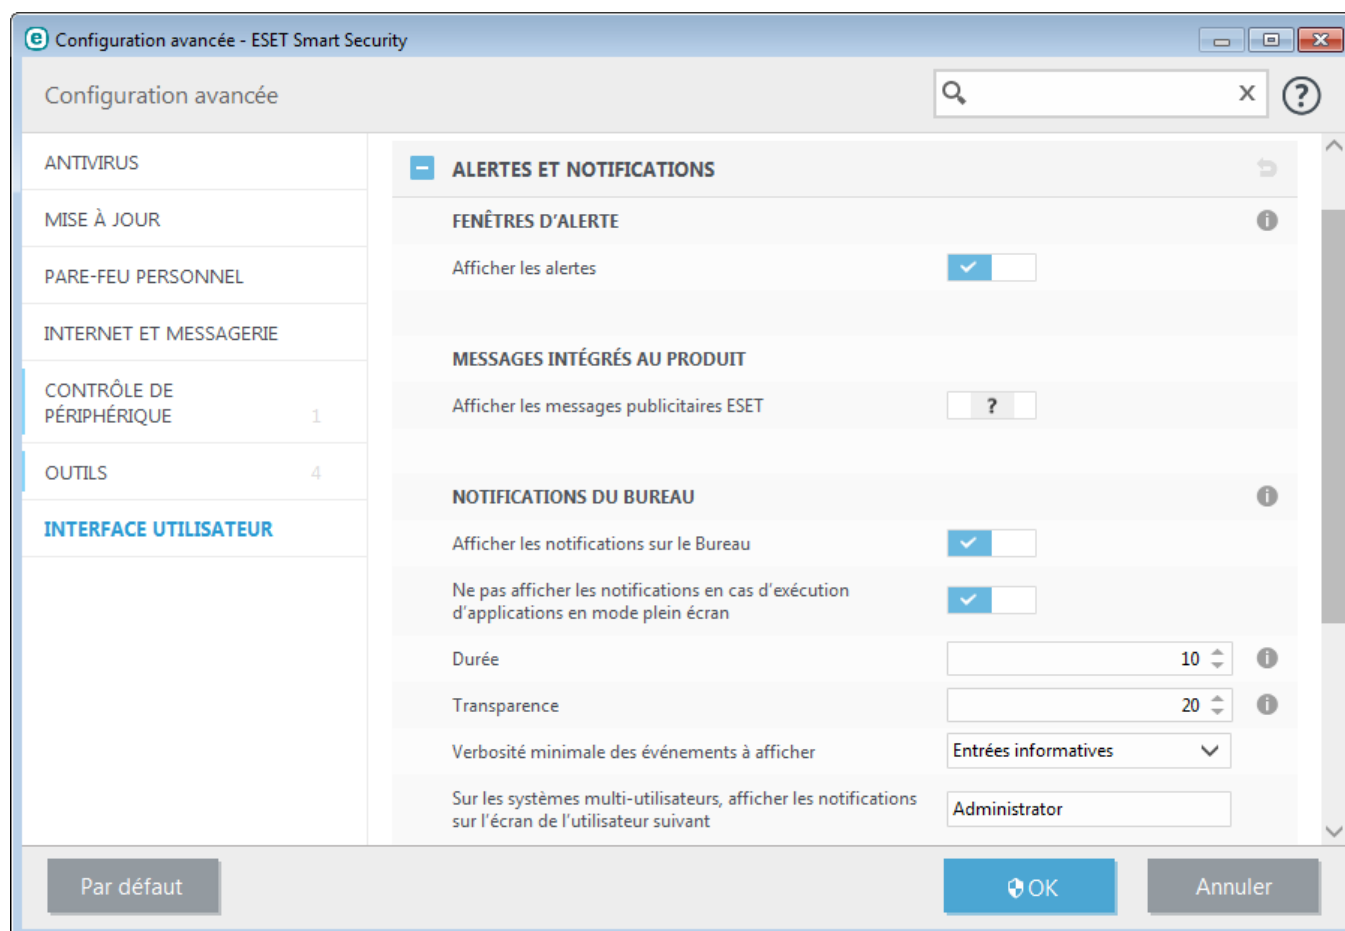 Configuration avancée - ESET Smart Security
Configuration avancée
ANTIVIRUS
MISE À JOUR
PARE-FEU PERSONNEL
INTERNET ET MESSAGERIE
CONTRÔLE DE
PÉRIPHÉRIQUE 1
OUTILS 4
INTERFACE UTILISATEUR
ALERTES ET NOTIFICATIONS
FENÊTRES D'ALERTE
Afficher les alertes
MESSAGES INTÉGRÉS AU PRODUIT
Afficher les messages publicitaires ESET ?
NOTIFICATIONS DU BUREAU
Afficher les notifications sur le Bureau
Ne pas afficher les notifications en cas d'exécution
d'applications en mode plein écran
Durée 10
Transparence 20
Verbosité minimale des événements à afficher Entrées informatives
Sur les systèmes multi-utilisateurs, afficher les notifications
sur l'écran de l'utilisateur suivant Administrator
Par défaut OK Annuler